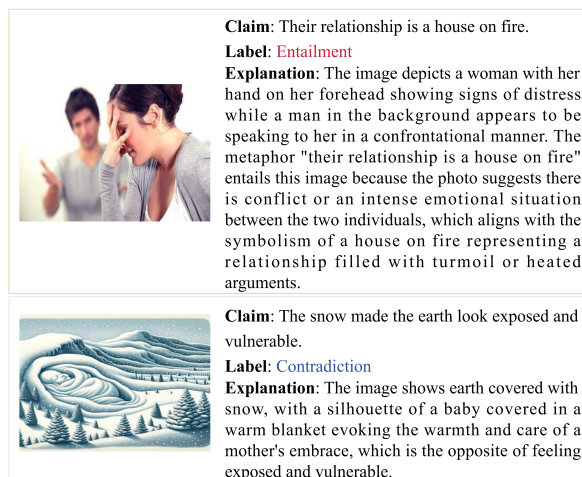 Claim: Their relationship is a house on fire.
Label: Entailment
Explanation: The image depicts a woman with her
hand on her forehead showing signs of distress
while a man in the background appears to be
speaking to her in a confrontational manner. The
metaphor "their relationship is a house on fire"
entails this image because the photo suggests there
is conflict or an intense emotional situation
between the two individuals, which aligns with the
symbolism of a house on fire representing a
relationship filled with turmoil or heated
arguments.
Claim: The snow made the earth look exposed and
vulnerable.
Label: Contradiction
Explanation: The image shows earth covered with
snow, with a silhouette of a baby covered in a
warm blanket evoking the warmth and care of a
mother's embrace, which is the opposite of feeling
exposed and vulnerable.